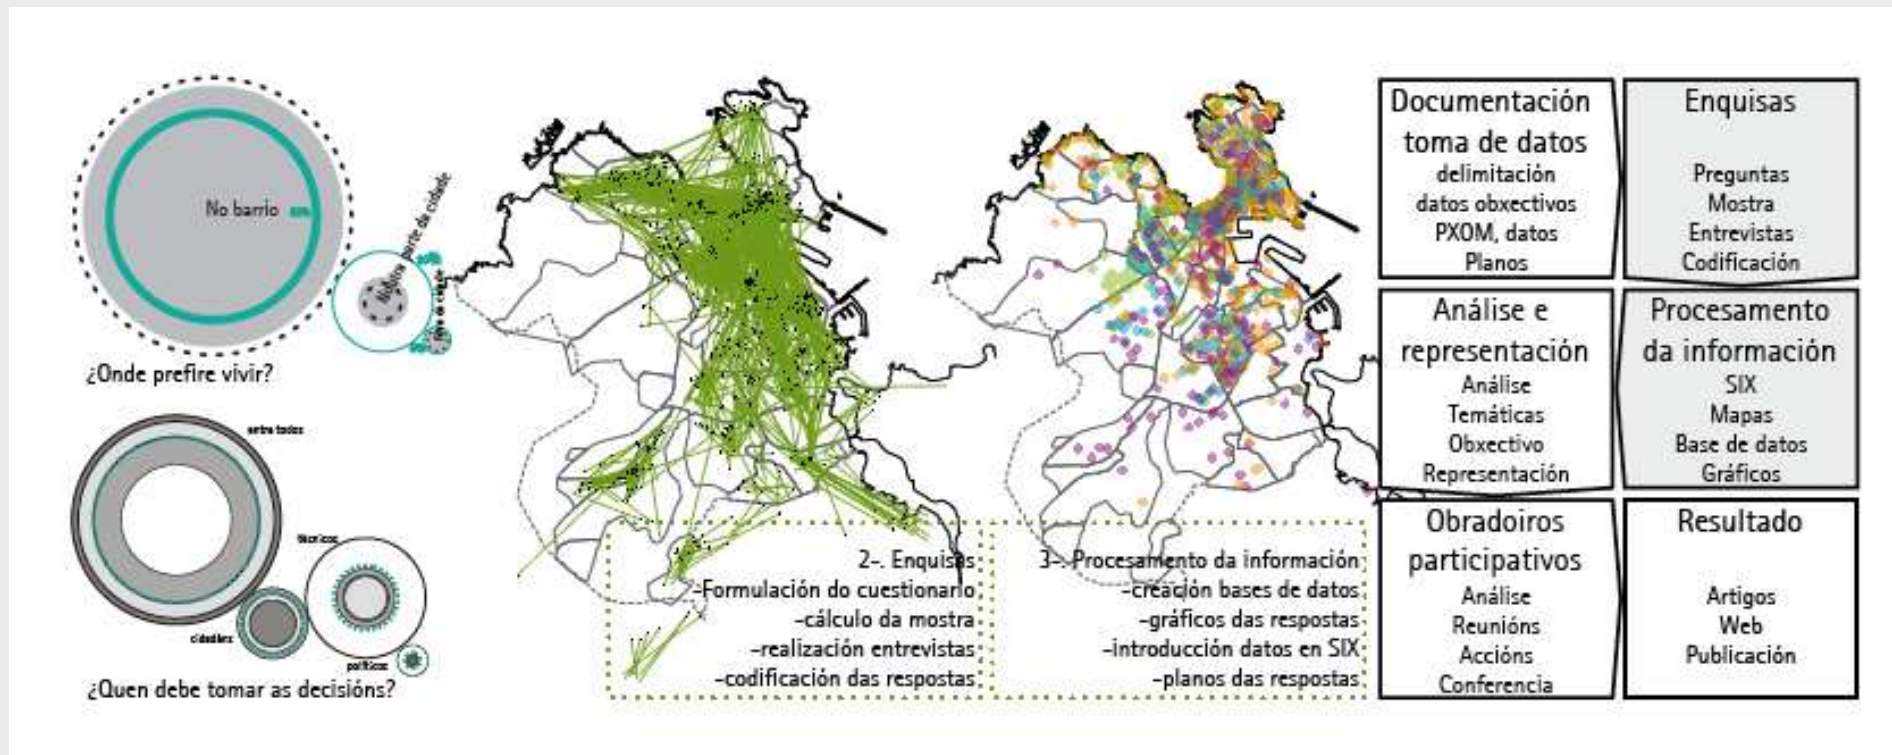 No barrio
parte da cidade
¿Onde prefire vivir?
entre todos
técnicos
cidadáns
políticos
¿Quen debe tomar as decisións?
2-. Enquisas
-Formulación do cuestionario
-cálculo da mostra
-realización entrevistas
-codificación das respostas
3-. Procesamento da información
-creación bases de datos
-gráficos das respostas
-introducción datos en SIX
-planos das respostas
Documentación
toma de datos
delimitación
datos obxectivos
PXOM, datos
Planos
Enquisas
Preguntas
Mostra
Entrevistas
Codificación
Análise e
representación
Análise
Temáticas
Obxectivo
Representación
Procesamento
da información
SIX
Mapas
Base de datos
Gráficos
Obradoiros
participativos
Análise
Reunións
Accións
Conferencia
Resultado
Artigos
Web
Publicación